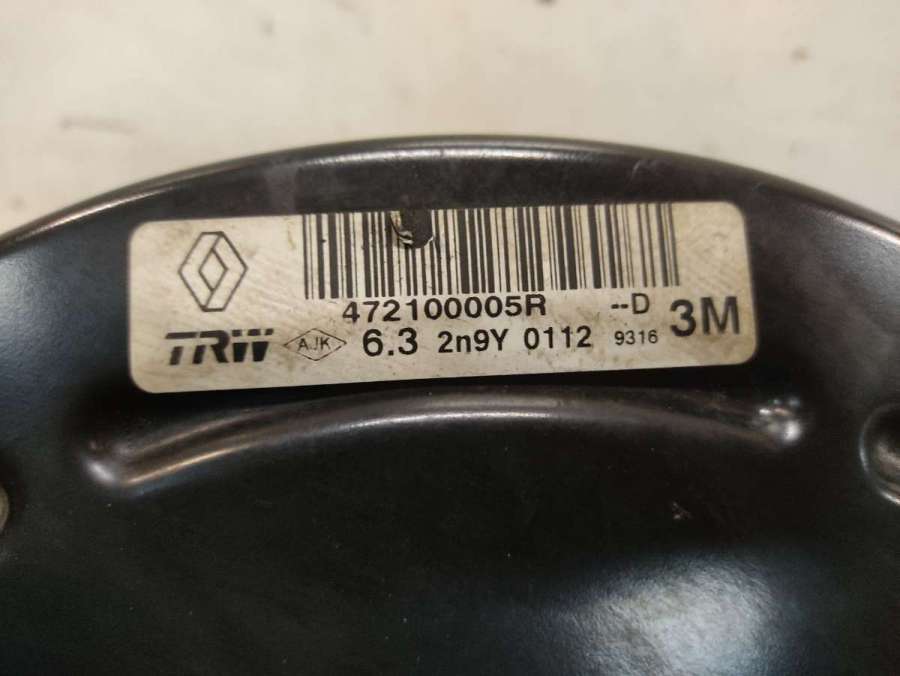 472100005R --D
TRW AJK 6.3 2n9Y 0112 9316 3M